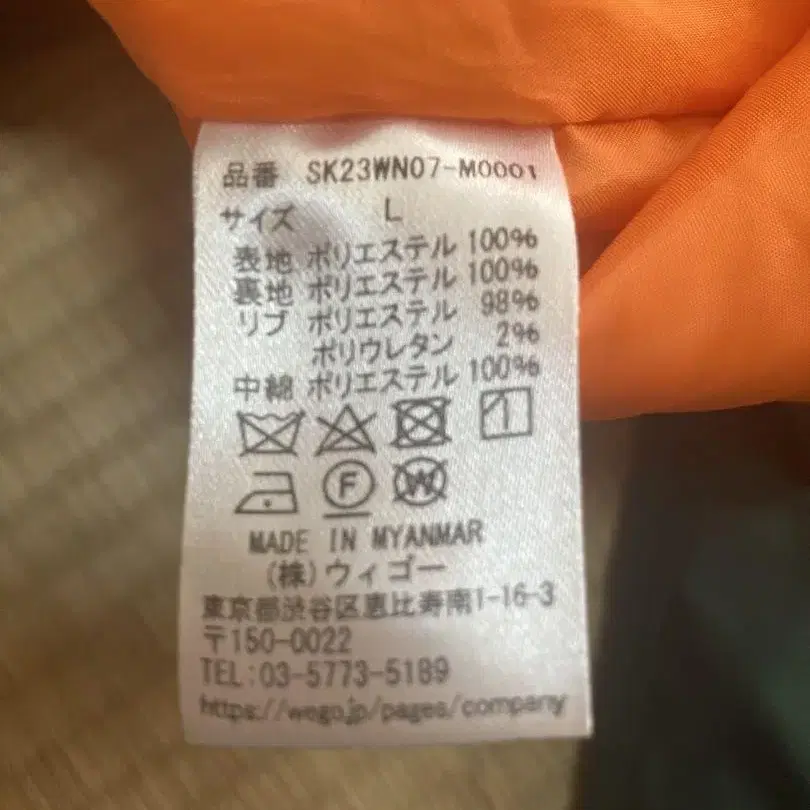 品番 SK23WN07-M0001
サイズ L
表地 ポリエステル 100%
裏地 ポリエステル 100%
リブ ポリエステル 98%
ポリウレタン 2%
中綿 ポリエステル 100%
F W
MADE IN MYANMAR
(株)ウィゴー
東京都渋谷区恵比寿南1-16-3
〒150-0022
TEL:03-5773-5189
https://wego.jp/pages/company